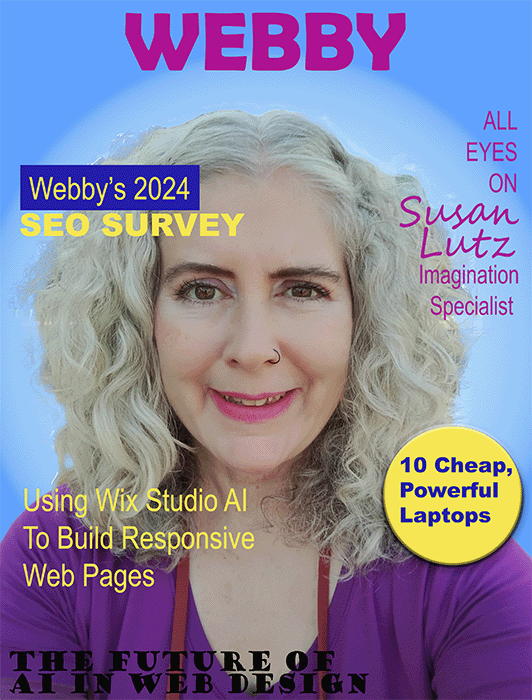 WEBBY
ALL
EYES
ON
Susan
Lutz
Imagination
Specialist
Webby's 2024
SEO SURVEY
10 Cheap,
Powerful
Laptops
Using Wix Studio AI
To Build Responsive
Web Pages
THE FUTURE OF
AI IN WEB DESIGN